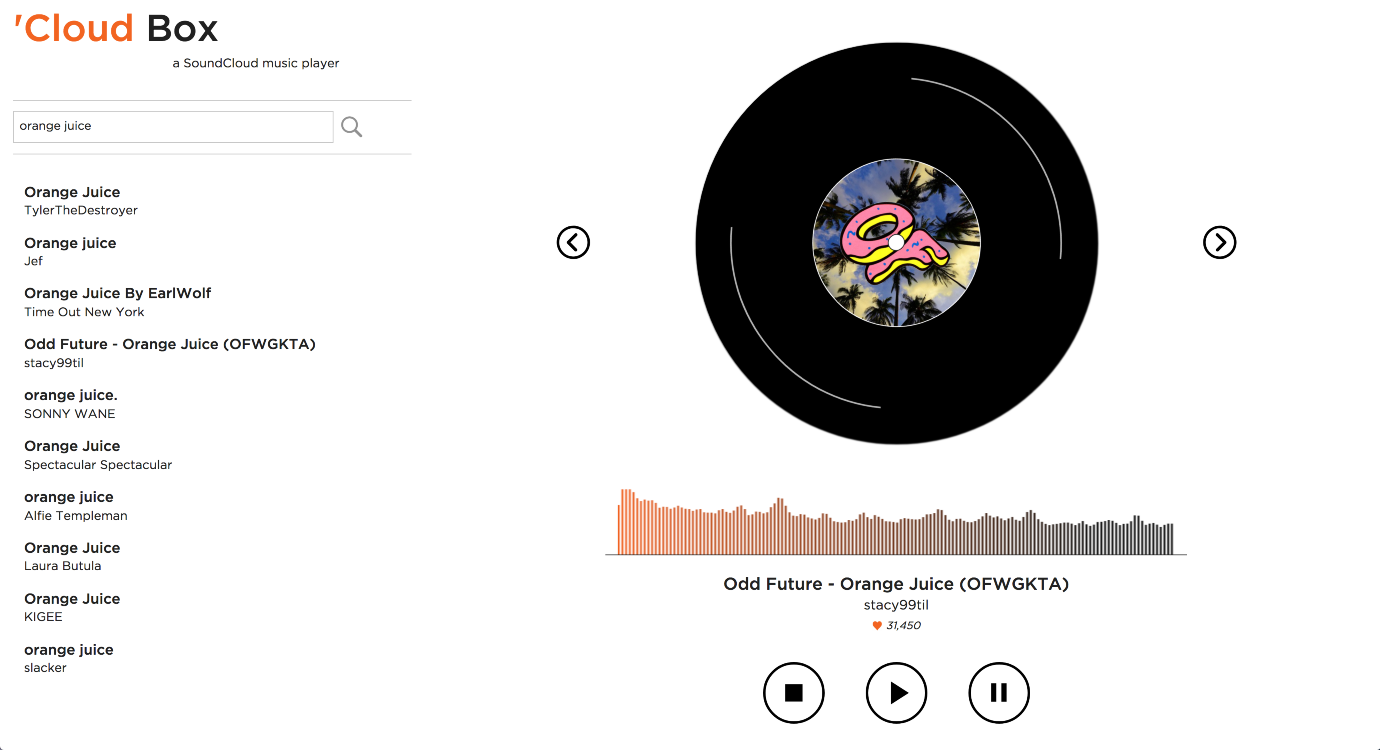 'Cloud Box
a SoundCloud music player
orange juice
Orange Juice
TylerTheDestroyer
Orange juice
Jef
Orange Juice By EarlWolf
Time Out New York
Odd Future - Orange Juice (OFWGKTA)
stacy99til
orange juice.
SONNY WANE
Orange Juice
Spectacular Spectacular
orange juice
Alfie Templeman
Orange Juice
Laura Butula
Orange Juice
KIGEE
orange juice
slacker
Odd Future - Orange Juice (OFWGKTA)
stacy99til
31,450